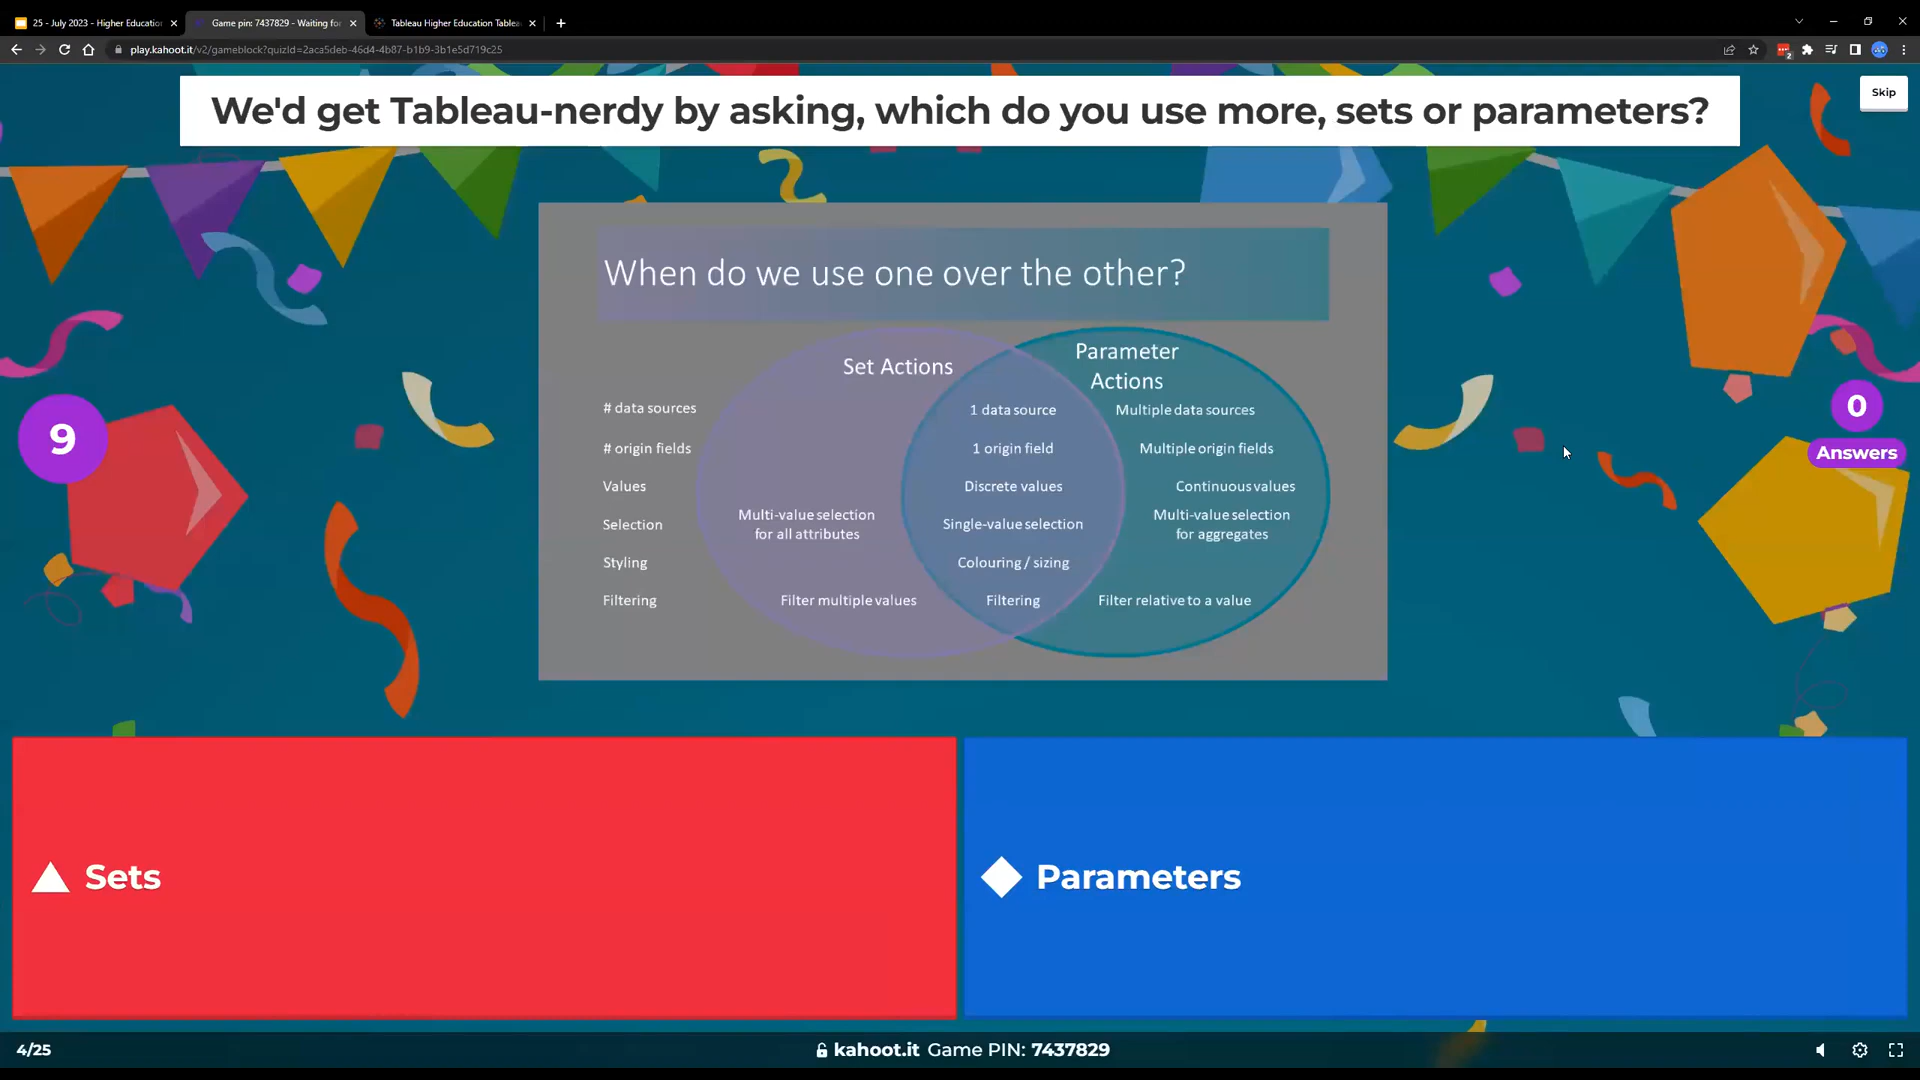 25 - July 2023 - Higher Education
Game pin: 7437829 - Waiting for
Tableau Higher Education Tablea
play.kahoot.it/v2/gameblock?quizId=2aca5deb-46d4-4b87-b1b9-3b1e5d719c25
We'd get Tableau-nerdy by asking, which do you use more, sets or parameters?
Skip
When do we use one over the other?
Set Actions
Parameter
Actions
# data sources
1 data source
Multiple data sources
# origin fields
1 origin field
Multiple origin fields
Values
Discrete values
Continuous values
Selection
Multi-value selection
for all attributes
Single-value selection
Multi-value selection
for aggregates
Styling
Colouring / sizing
Filtering
Filter multiple values
Filtering
Filter relative to a value
9
0
Answers
Sets
Parameters
4/25
kahoot.it Game PIN: 7437829